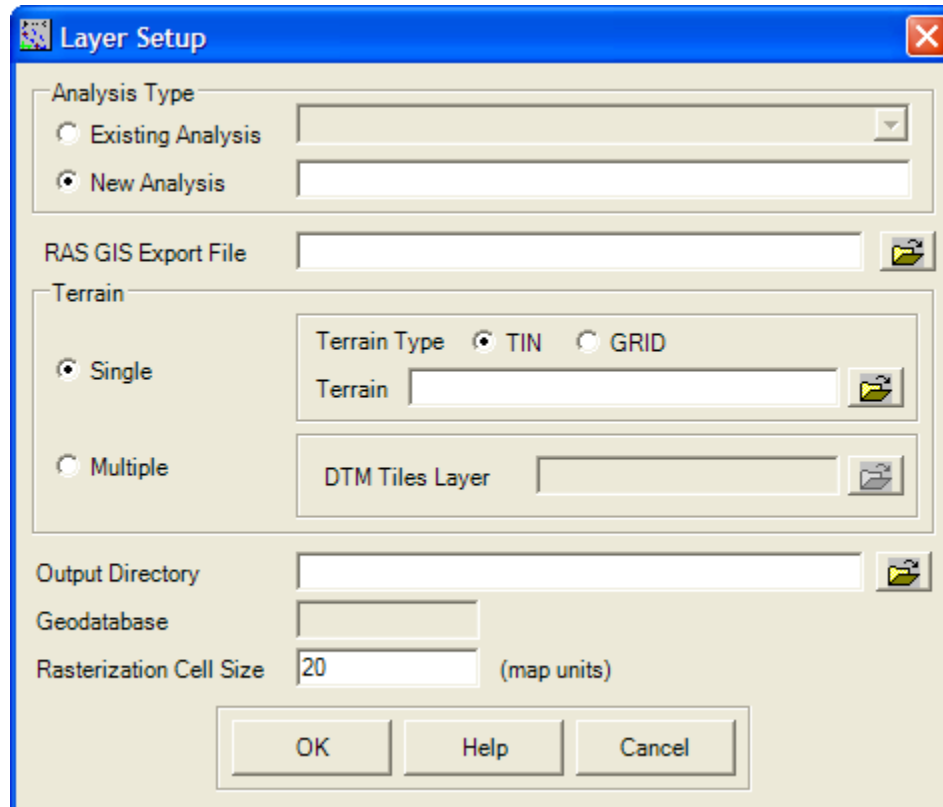 Layer Setup
Analysis Type
Existing Analysis
New Analysis
RAS GIS Export File
Terrain
Terrain Type TIN GRID
Single
Terrain
Multiple
DTM Tiles Layer
Output Directory
Geodatabase
Rasterization Cell Size 20 (map units)
OK Help Cancel